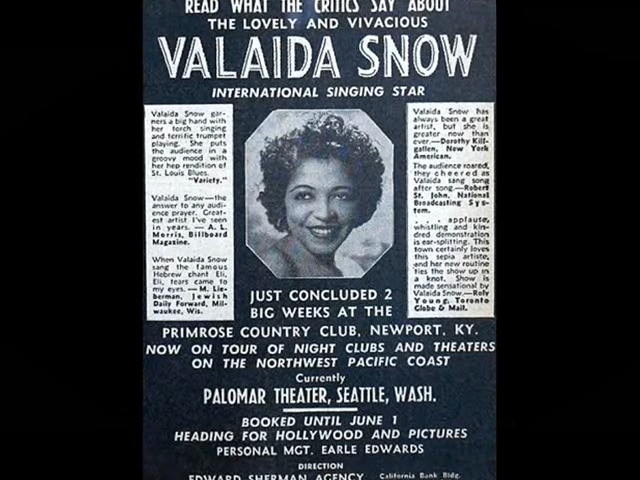 READ WHAT THE CRITICS SAY ABOUT
THE LOVELY AND VIVACIOUS
VALAIDA SNOW
INTERNATIONAL SINGING STAR
Valaida Snow gar-
ners a big hand with
her torch singing
and terrific trumpet
playing. She puts
the audience in a
groovy mood with
her hep rendition of
St. Louis Blues.
"Variety."
Valaida Snow—the
answer to any audi-
ence prayer. Great-
est artist I've seen
in years. — A. L.
Morris, Billboard
Magazine.
When Valaida Snow
sang the famous
Hebrew chant Eli,
Eli, tears came to
my eyes. — M. Lie-
berman, Jewish
Daily Forward, Mil-
waukee, Wis.
Valaida Snow has
always been a great
artist, but she is
greater now than
ever.—Dorothy Kill-
gallen, New York
American.
The audience roared,
they cheered as
Valaida sang song
after song.—Robert
St. John, National
Broadcasting Sys-
tem.
. . . . applause,
whistling and kin-
dred demonstration
is ear-splitting. This
town certainly loves
this sepia artiste,
and her new routine
ties the show up in
a knot. Show is
made sensational by
Valaida Snow.—Roly
Young, Toronto
Globe & Mail.
JUST CONCLUDED 2
BIG WEEKS AT THE
PRIMROSE COUNTRY CLUB, NEWPORT, KY.
NOW ON TOUR OF NIGHT CLUBS AND THEATERS
ON THE NORTHWEST PACIFIC COAST
Currently
PALOMAR THEATER, SEATTLE, WASH.
BOOKED UNTIL JUNE 1
HEADING FOR HOLLYWOOD AND PICTURES
PERSONAL MGT. EARLE EDWARDS
DIRECTION
EDWARD SHERMAN AGENCY California Bank Bldg.